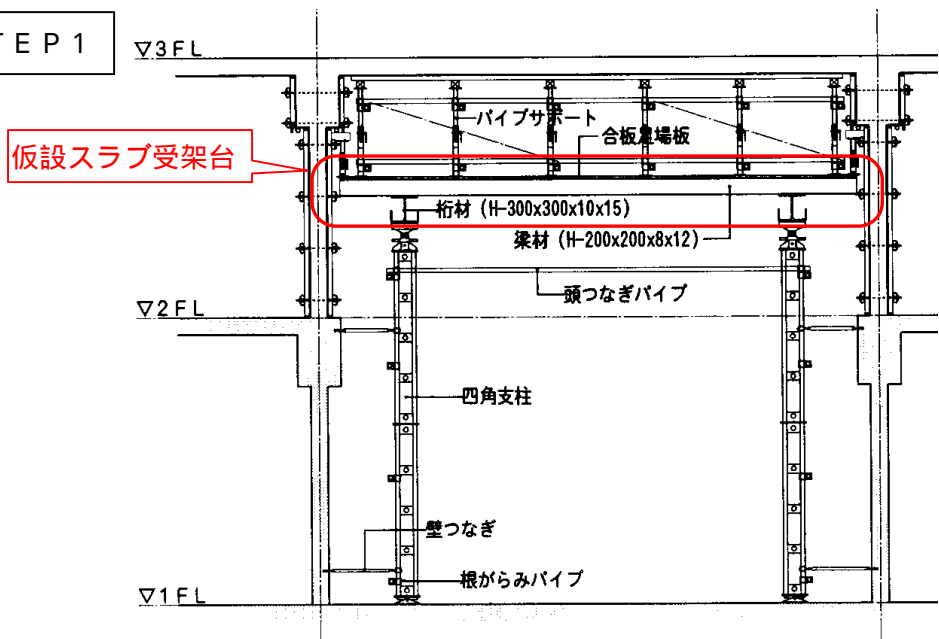 TEP1
▽3FL
パイプサポート
合板足場板
仮設スラブ受架台
桁材 (H-300x300x10x15)
梁材 (H-200x200x8x12)
頭つなぎパイプ
▽2FL
四角支柱
壁つなぎ
根がらみパイプ
▽1FL